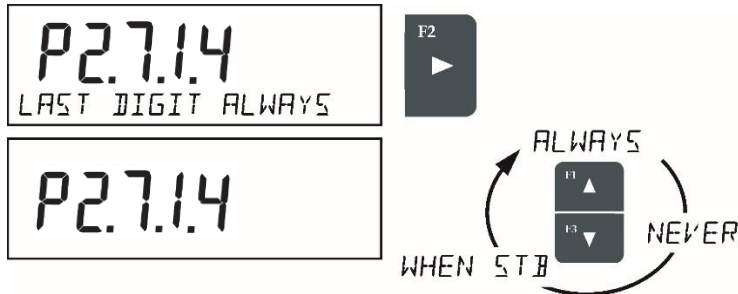 P2.7.1.4
LAST DIGIT ALWAYS
F2
P2.7.1.4
ALWAYS
F1
F3
NEVER
WHEN STB